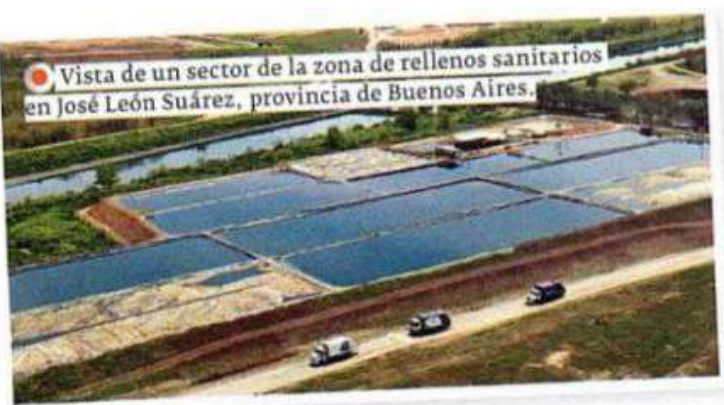 Vista de un sector de la zona de rellenos sanitarios
en José León Suárez, provincia de Buenos Aires.